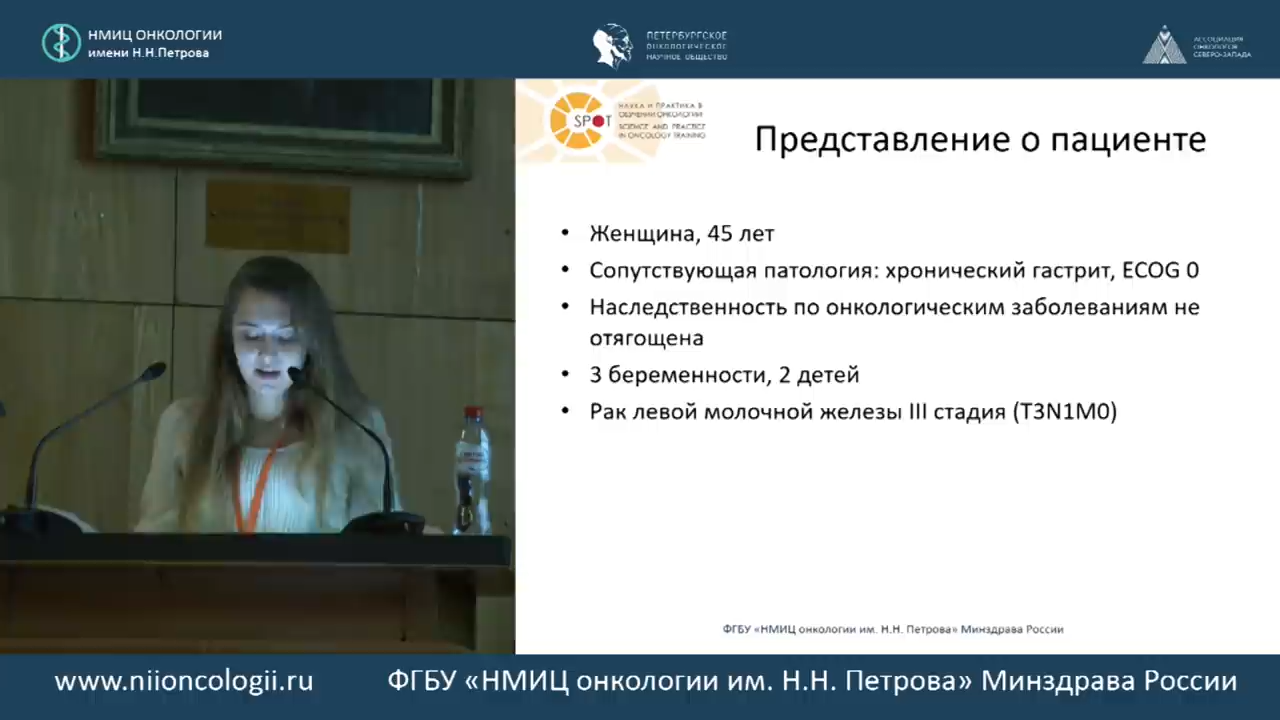 НМИЦ ОНКОЛОГИИ
имени Н.Н.Петрова
ПЕТЕРБУРГСКОЕ
ОНКОЛОГИЧЕСКОЕ
НАУЧНОЕ ОБЩЕСТВО
АССОЦИАЦИЯ
ОНКОЛОГОВ
СЕВЕРО-ЗАПАДА
SPOT
НАУКА И ПРАКТИКА В
ОБУЧЕНИИ ОНКОЛОГИИ
SCIENCE AND PRACTICE
IN ONCOLOGY TRAINING
Представление о пациенте
• Женщина, 45 лет
• Сопутствующая патология: хронический гастрит, ECOG 0
• Наследственность по онкологическим заболеваниям не
отягощена
• 3 беременности, 2 детей
• Рак левой молочной железы III стадия (T3N1M0)
ФГБУ «НМИЦ онкологии им. Н.Н. Петрова» Минздрава России
www.niioncologii.ru
ФГБУ «НМИЦ онкологии им. Н.Н. Петрова» Минздрава России